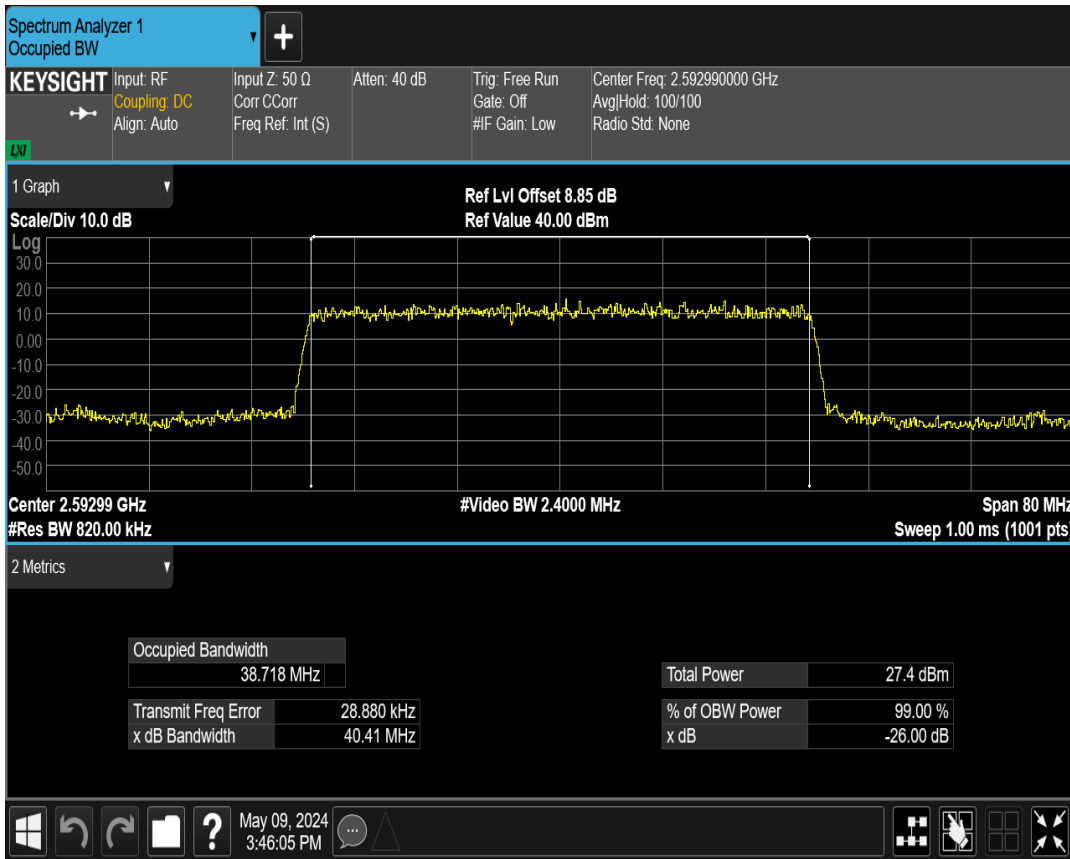 Spectrum Analyzer 1
Occupied BW
+
KEYSIGHT
LXI
Input: RF
Coupling: DC
Align: Auto
Input Z: 50 Ω
Corr CCorr
Freq Ref: Int (S)
Atten: 40 dB
Trig: Free Run
Gate: Off
#IF Gain: Low
Center Freq: 2.592990000 GHz
Avg|Hold: 100/100
Radio Std: None
1 Graph
Scale/Div 10.0 dB
Ref Lvl Offset 8.85 dB
Ref Value 40.00 dBm
Log
30.0
20.0
10.0
0.00
-10.0
-20.0
-30.0
-40.0
-50.0
Center 2.59299 GHz
#Video BW 2.4000 MHz
Span 80 MHz
#Res BW 820.00 kHz
Sweep 1.00 ms (1001 pts)
2 Metrics
Occupied Bandwidth
38.718 MHz
Transmit Freq Error 28.880 kHz
x dB Bandwidth 40.41 MHz
Total Power 27.4 dBm
% of OBW Power 99.00 %
x dB -26.00 dB
?
May 09, 2024
3:46:05 PM